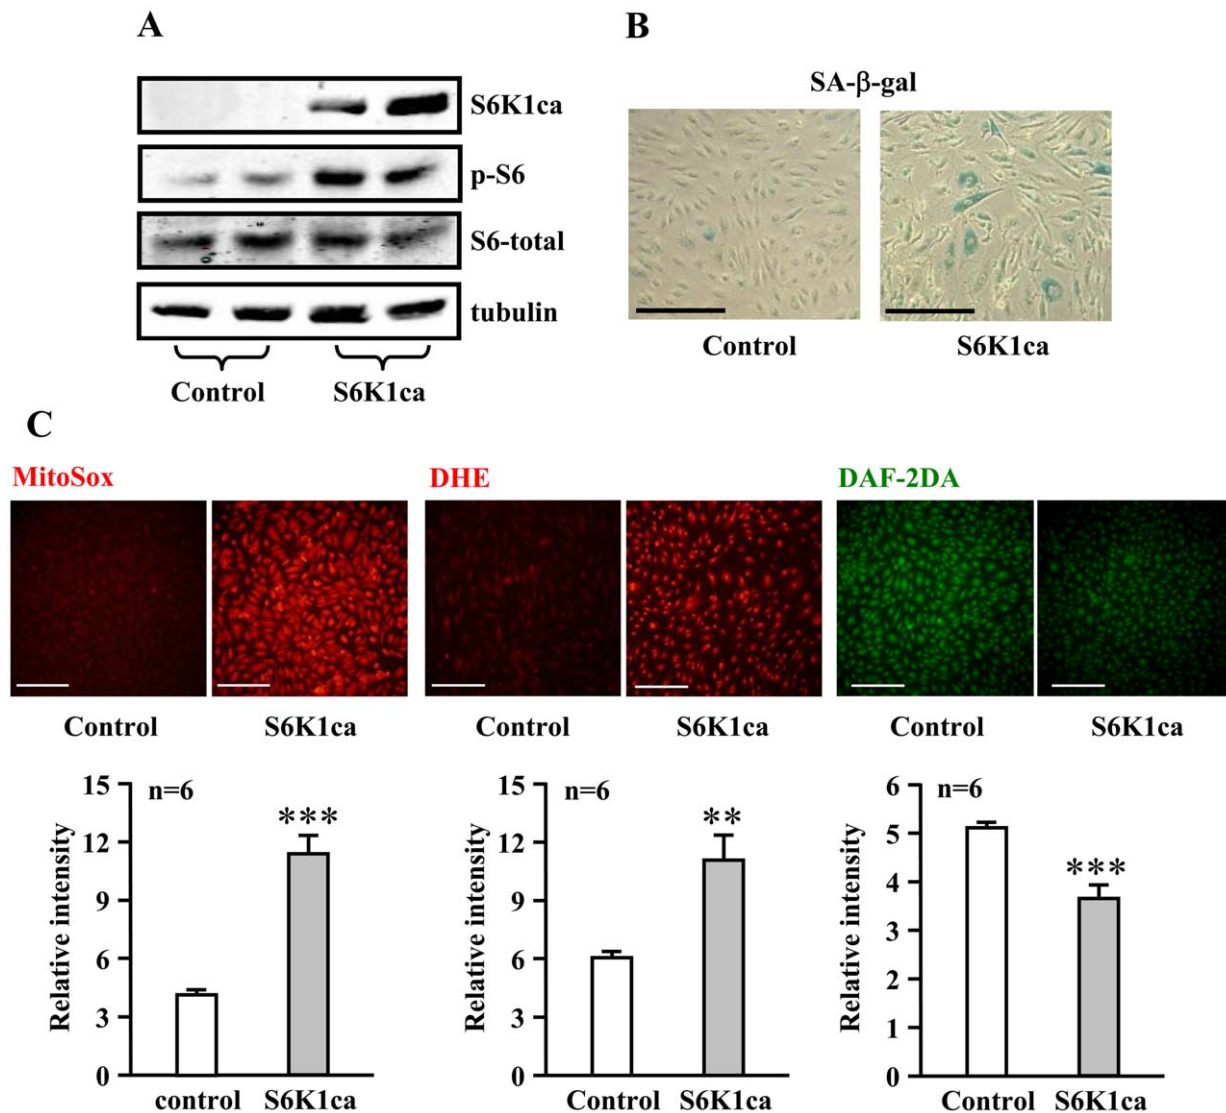 A
S6K1ca
p-S6
S6-total
tubulin
Control S6K1ca
B
SA-β-gal
Control S6K1ca
C
MitoSox DHE DAF-2DA
Control S6K1ca Control S6K1ca Control S6K1ca
Relative intensity
15
12
9
6
3
0
n=6
***
control S6K1ca
Relative intensity
15
12
9
6
3
0
n=6
**
Control S6K1ca
Relative intensity
6
5
4
3
2
1
0
n=6
***
Control S6K1ca